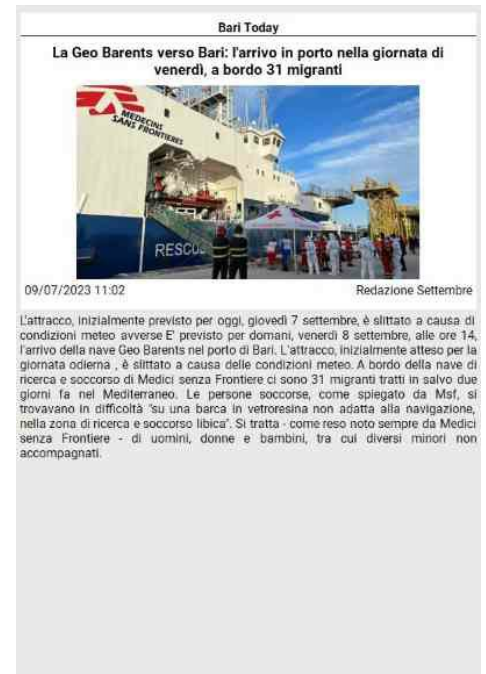 Bari Today
La Geo Barents verso Bari: l'arrivo in porto nella giornata di
venerdì, a bordo 31 migranti
MEDECINS
SANS FRONTIERES
RESCUE
09/07/2023 11:02 Redazione Settembre
L'attracco, inizialmente previsto per oggi, giovedì 7 settembre, è slittato a causa di
condizioni meteo avverse E' previsto per domani, venerdì 8 settembre, alle ore 14,
l'arrivo della nave Geo Barents nel porto di Bari. L'attracco, inizialmente atteso per la
giornata odierna , è slittato a causa delle condizioni meteo. A bordo della nave di
ricerca e soccorso di Medici senza Frontiere ci sono 31 migranti tratti in salvo due
giorni fa nel Mediterraneo. Le persone soccorse, come spiegato da Msf, si
trovavano in difficoltà "su una barca in vetroresina non adatta alla navigazione,
nella zona di ricerca e soccorso libica". Si tratta - come reso noto sempre da Medici
senza Frontiere - di uomini, donne e bambini, tra cui diversi minori non
accompagnati.